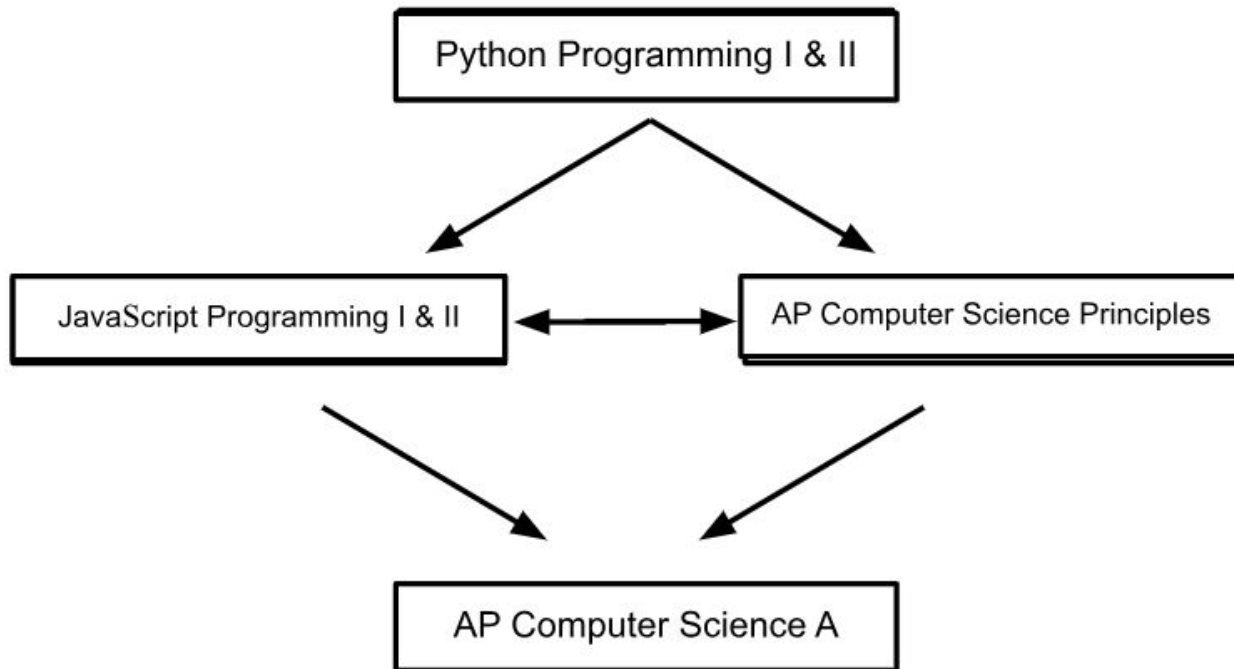 Python Programming I & II
JavaScript Programming I & II
AP Computer Science Principles
AP Computer Science A